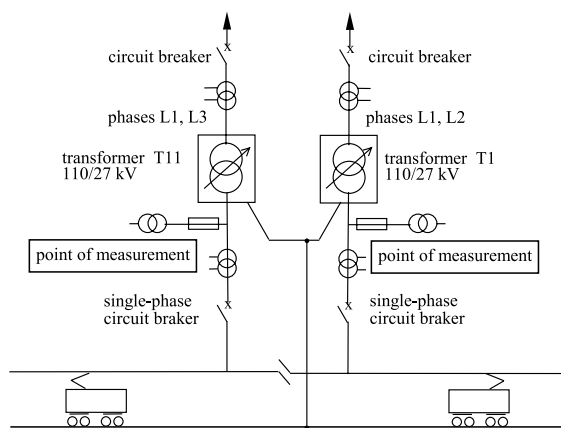 circuit breaker
circuit breaker
phases L1, L3
phases L1, L2
transformer T11
110/27 kV
transformer T1
110/27 kV
point of measurement
point of measurement
single-phase
circuit braker
single-phase
circuit braker